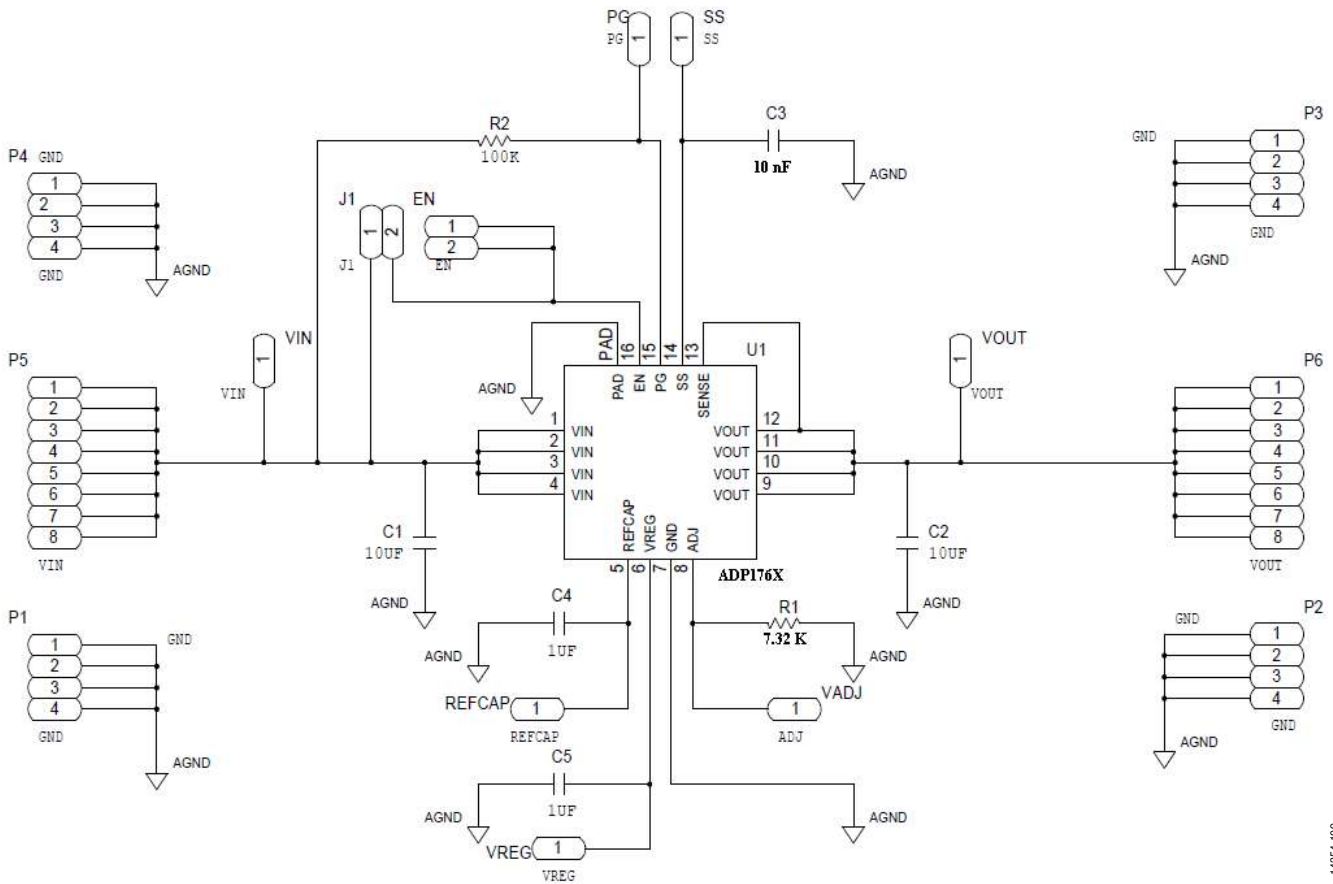 PG
PG
1
SS
SS
1
R2
100K
C3
10 nF
AGND
P4
GND
1
2
3
4
GND
AGND
J1
1
2
J1
EN
1
2
EN
P3
GND
1
2
3
4
GND
AGND
P5
1
2
3
4
5
6
7
8
VIN
VIN
1
VIN
AGND
PAD
16
15
14
13
U1
PAD
EN
PG
SS
SENSE
1
2
3
4
VIN
VIN
VIN
VIN
VOUT
VOUT
VOUT
VOUT
12
11
10
9
REFCAP
VREG
GND
ADJ
5
6
7
8
ADP176X
VOUT
1
VOUT
P6
1
2
3
4
5
6
7
8
VOUT
C1
10UF
AGND
C2
10UF
AGND
P1
GND
1
2
3
4
GND
AGND
C4
1UF
AGND
R1
7.32 K
AGND
REFCAP
1
REFCAP
VADJ
1
ADJ
P2
GND
1
2
3
4
GND
AGND
C5
1UF
AGND
AGND
VREG
1
VREG